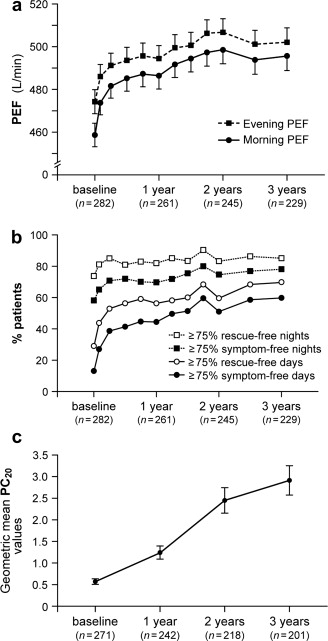 a
PEF (L/min)
500
480
460
0
Evening PEF
Morning PEF
baseline 1 year 2 years 3 years
(n=282) (n=261) (n=245) (n=229)
b
% patients
100
80
60
40
20
0
≥75% rescue-free nights
≥75% symptom-free nights
≥75% rescue-free days
≥75% symptom-free days
baseline 1 year 2 years 3 years
(n=282) (n=261) (n=245) (n=229)
c
Geometric mean PC20 values
3.5
3.0
2.5
2.0
1.5
1.0
0.5
0
baseline 1 year 2 years 3 years
(n=271) (n=242) (n=218) (n=201)